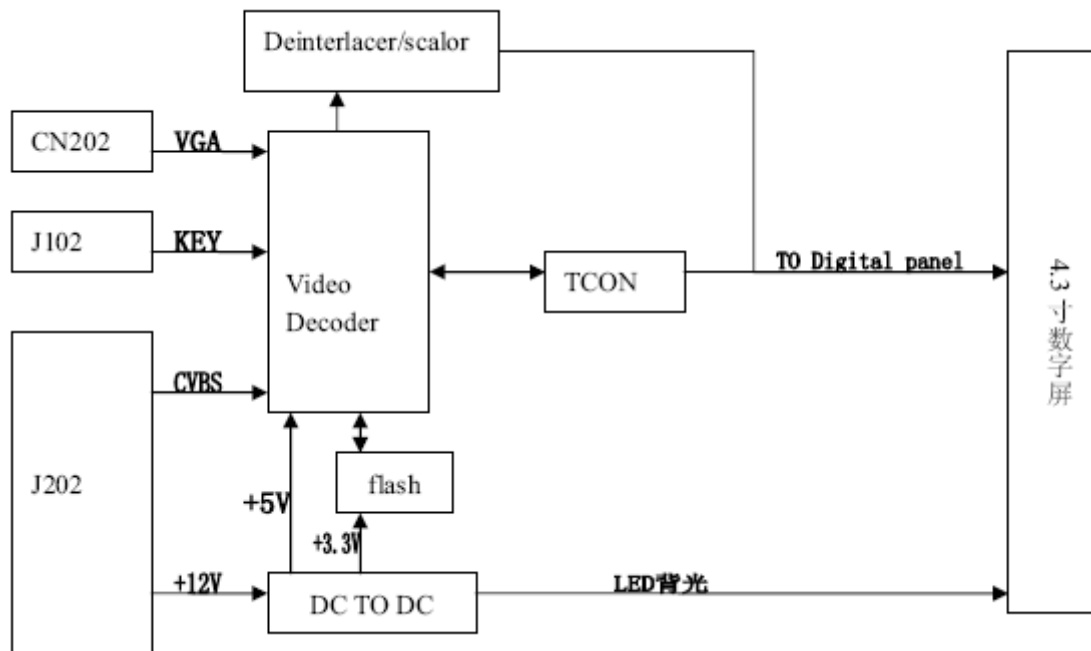 Deinterlacer/scalor
CN202
VGA
J102
KEY
Video
Decoder
TCON
TO Digital panel
4.3寸数字屏
CVBS
J202
flash
+5V
+3.3V
+12V
DC TO DC
LED背光